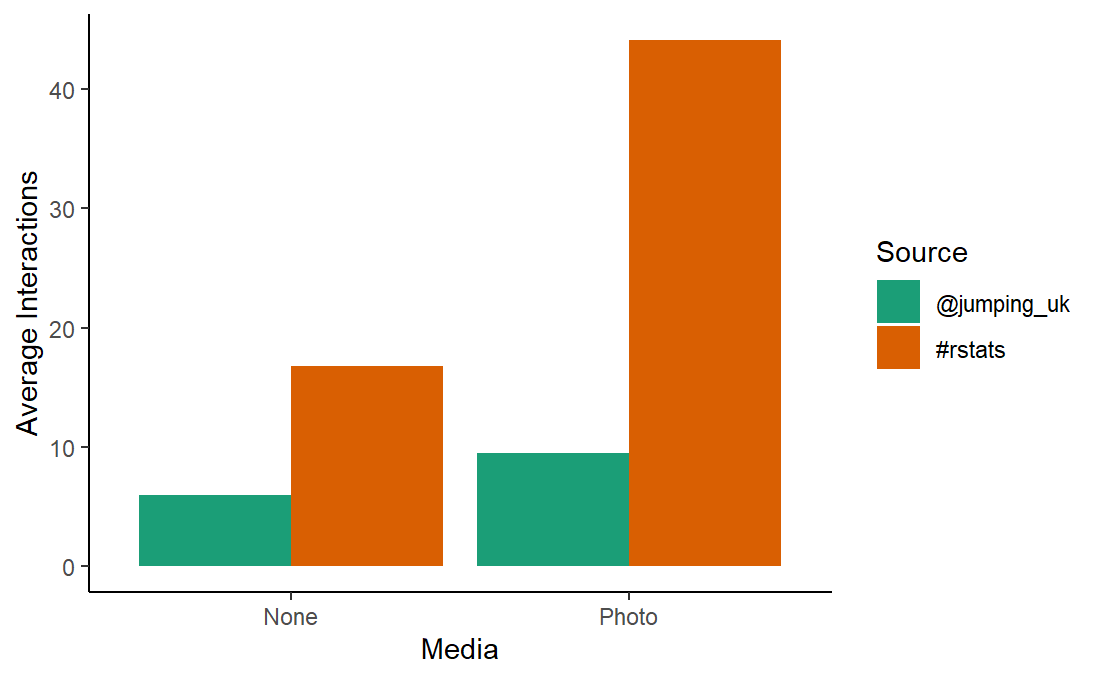 Average Interactions
40
30
20
10
0
None
Photo
Media
Source
@jumping_uk
#rstats